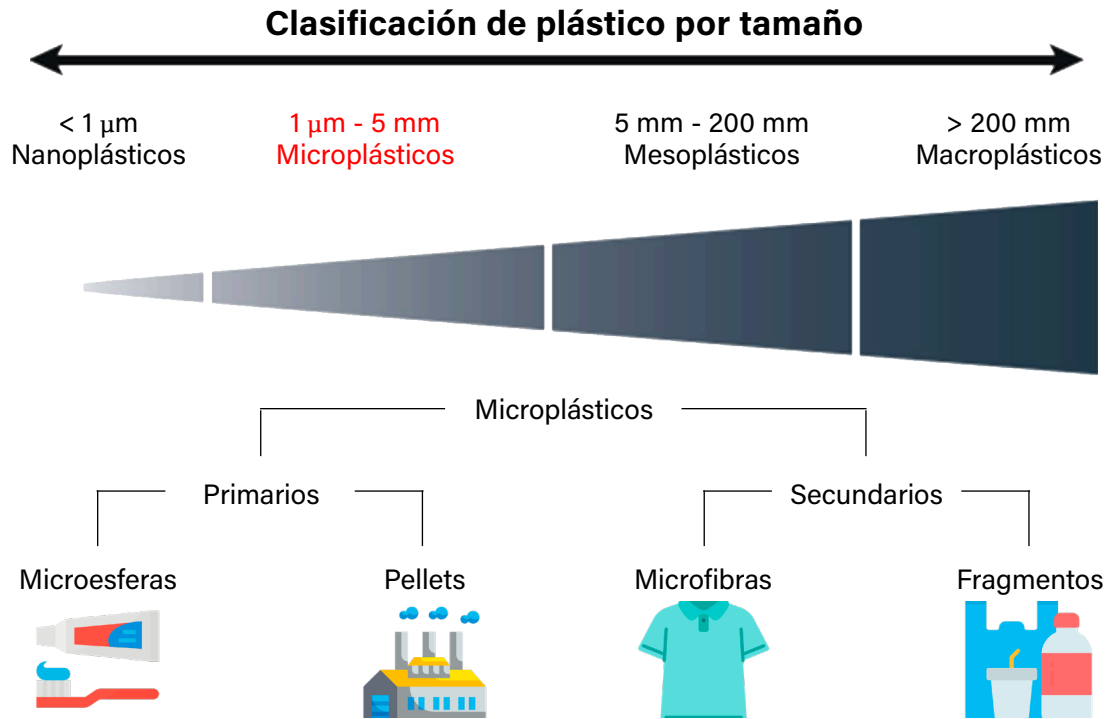 Clasificación de plástico por tamaño
< 1 μm
Nanoplásticos
1 μm - 5 mm
Microplásticos
5 mm - 200 mm
Mesoplásticos
> 200 mm
Macroplásticos
Microplásticos
Primarios
Secundarios
Microesferas
Pellets
Microfibras
Fragmentos